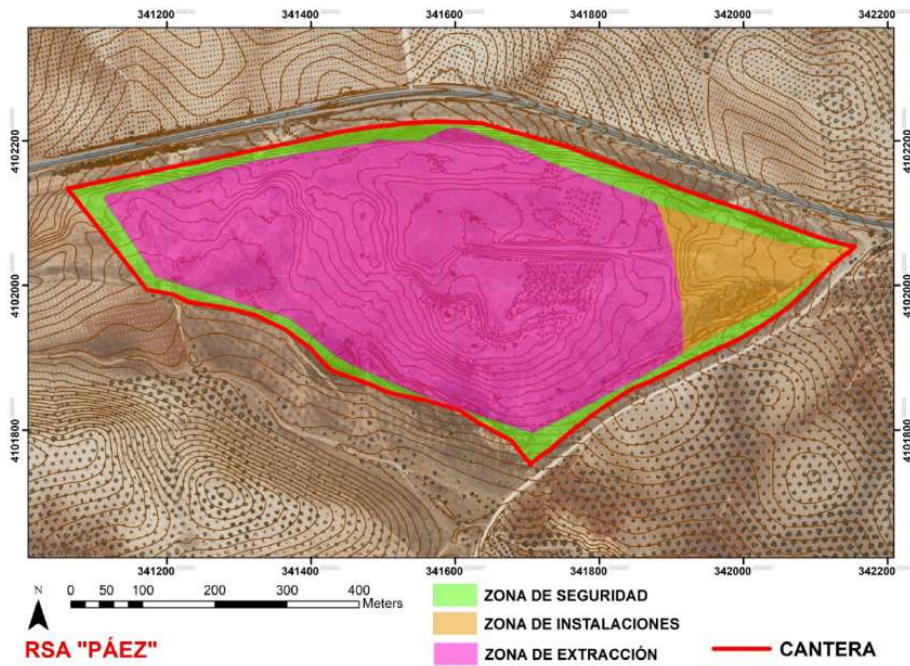 341200 341400 341600 341800 342000 342200
4102200 4102200
4102000 4102000
4101800 4101800
341200 341400 341600 341800 342000 342200
N 0 50 100 200 300 400 Meters
ZONA DE SEGURIDAD
ZONA DE INSTALACIONES
RSA "PÁEZ" ZONA DE EXTRACCIÓN CANTERA